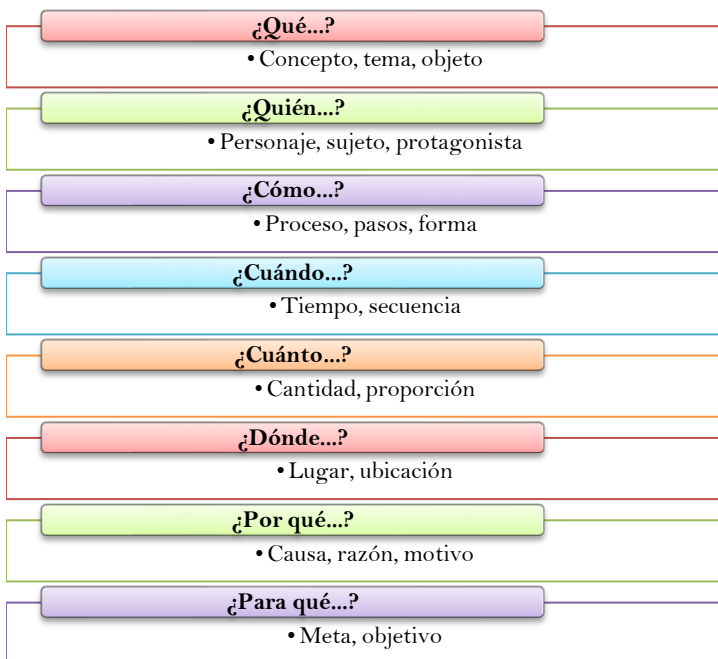 ¿Qué...?
• Concepto, tema, objeto
¿Quién...?
• Personaje, sujeto, protagonista
¿Cómo...?
• Proceso, pasos, forma
¿Cuándo...?
• Tiempo, secuencia
¿Cuánto...?
• Cantidad, proporción
¿Dónde...?
• Lugar, ubicación
¿Por qué...?
• Causa, razón, motivo
¿Para qué...?
• Meta, objetivo